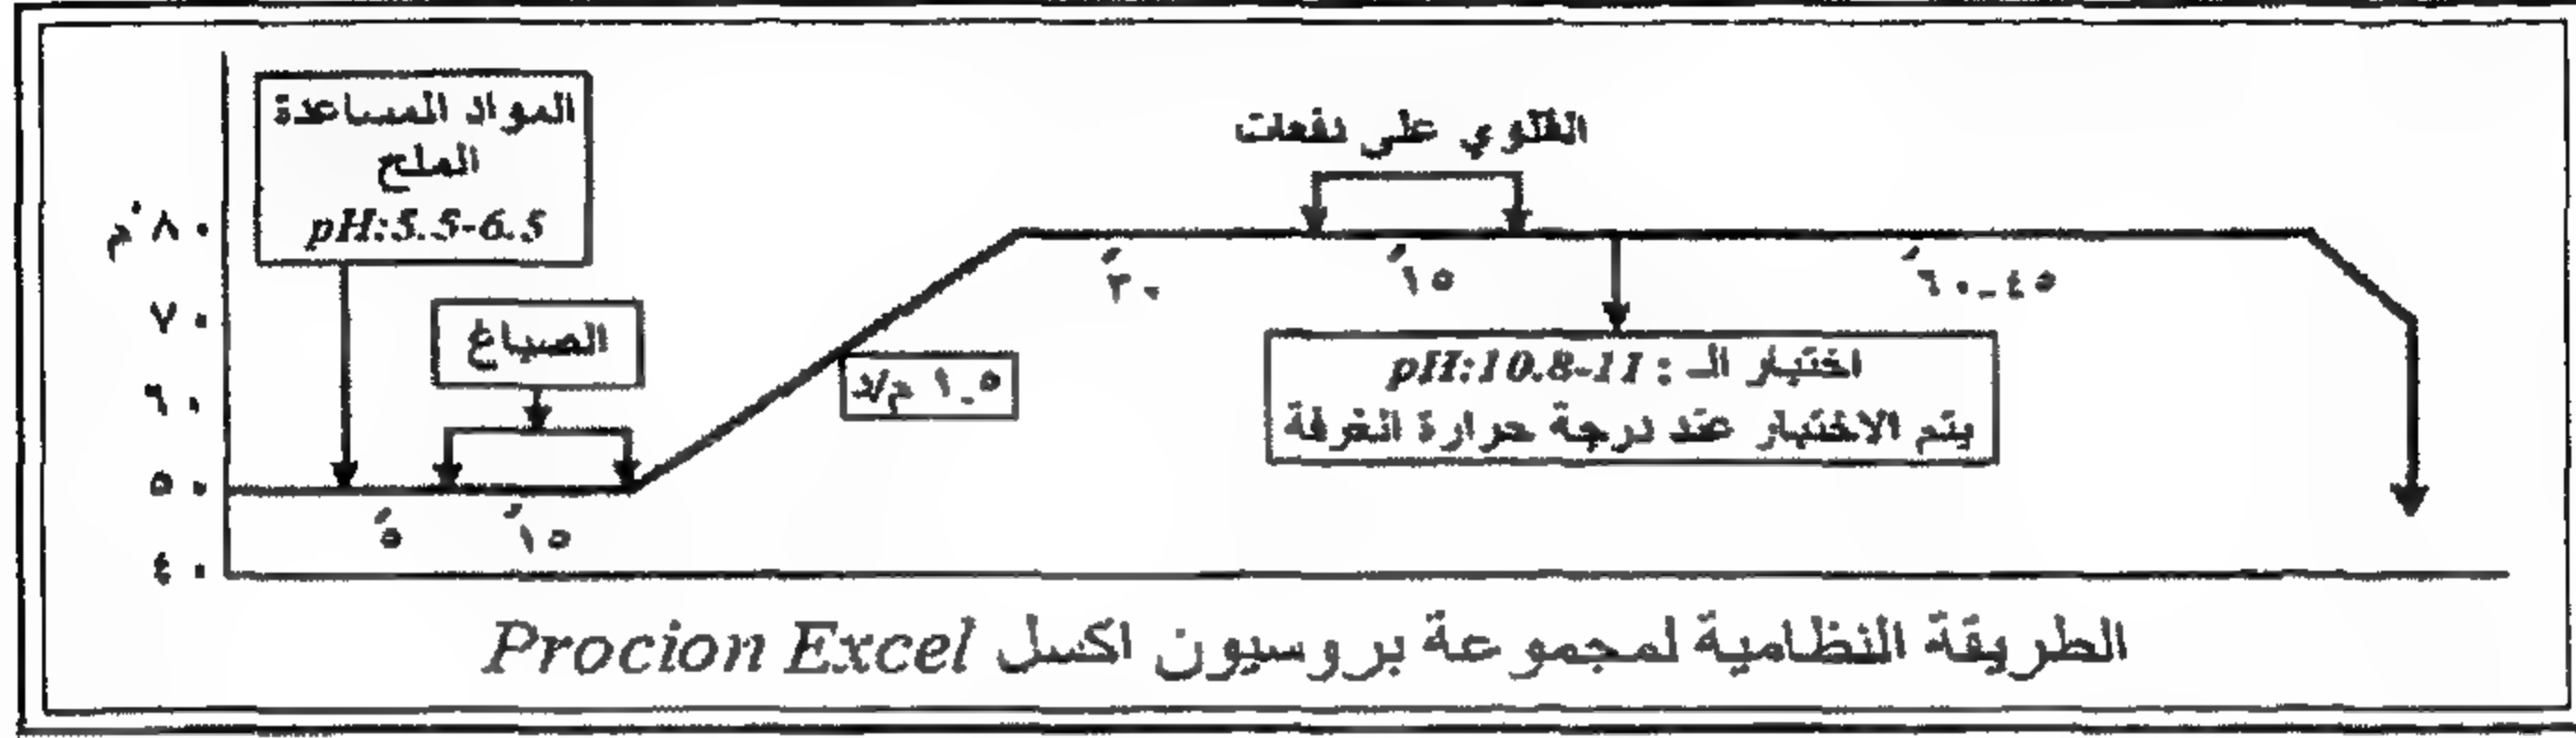 المواد المساعدة
الملح
pH:5.5-6.5
القلوي على دفعات
٨٠°م
٧٠
٦٠
٥٠
٤٠
الصباغ
٥َ
١٥َ
١-٥ م/د
٣٠َ
١٥َ
٤٥-٦٠َ
اختبار الـ : pH:10.8-11
يتم الاختبار عند درجة حرارة الغرفة
الطريقة النظامية لمجموعة بروسيون اكسل Procion Excel